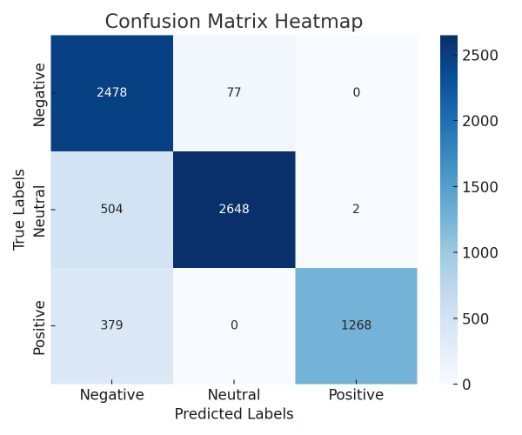 Confusion Matrix Heatmap
True Labels
Negative
2478 77 0
Neutral
504 2648 2
Positive
379 0 1268
Negative Neutral Positive
Predicted Labels
2500
2000
1500
1000
500
0